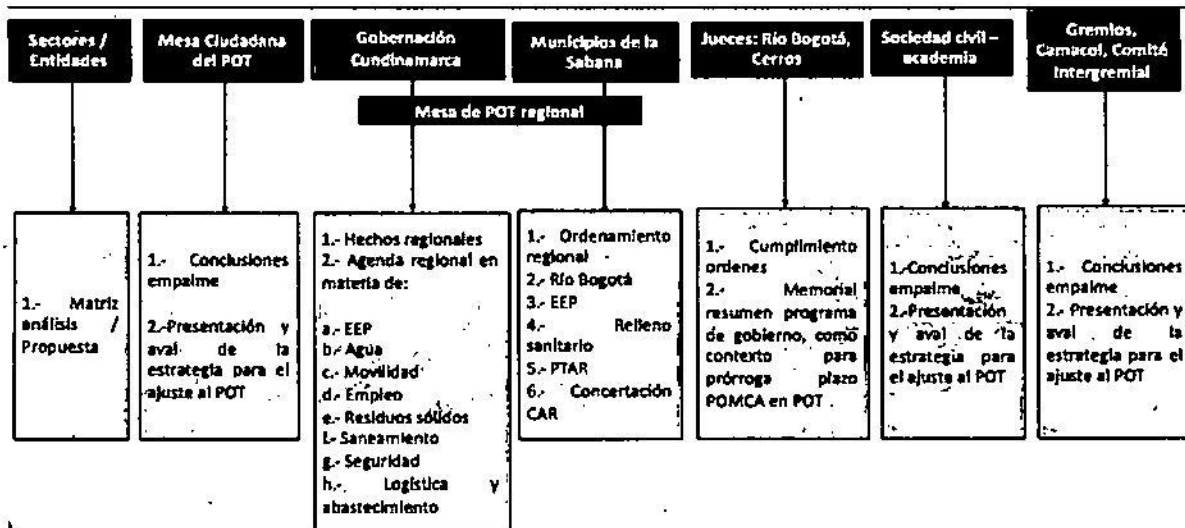 Sectores /
Entidades
Mesa Ciudadana
del POT
Gobernación
Cundinamarca
Municipios de la
Sabana
Jueces: Río Bogotá,
Cerros
Sociedad civil –
academia
Gremios,
Camacol, Comité
Intergremial
Mesa de POT regional
1.- Matriz
análisis /
Propuesta
1.- Conclusiones
empalme
2.-Presentación y
aval de la
estrategia para el
ajuste al POT
1.- Hechos regionales
2.- Agenda regional en
materia de:
a.- EEP
b.- Agua
c.- Movilidad
d.- Empleo
e.- Residuos sólidos
f.- Saneamiento
g.- Seguridad
h.- Logística y
abastecimiento
1.- Ordenamiento
regional
2.- Río Bogotá
3.- EEP
4.- Relleno
sanitario
5.- PTAR
6.- Concertación
CAR
1.- Cumplimiento
ordenes
2.- Memorial
resumen programa
de gobierno, como
contexto para
prórroga plazo
POMCA en POT
1.-Conclusiones
empalme
2.-Presentación
y aval de la
estrategia para
el ajuste al POT
1.- Conclusiones
empalme
2.- Presentación y
aval de la
estrategia para el
ajuste al POT